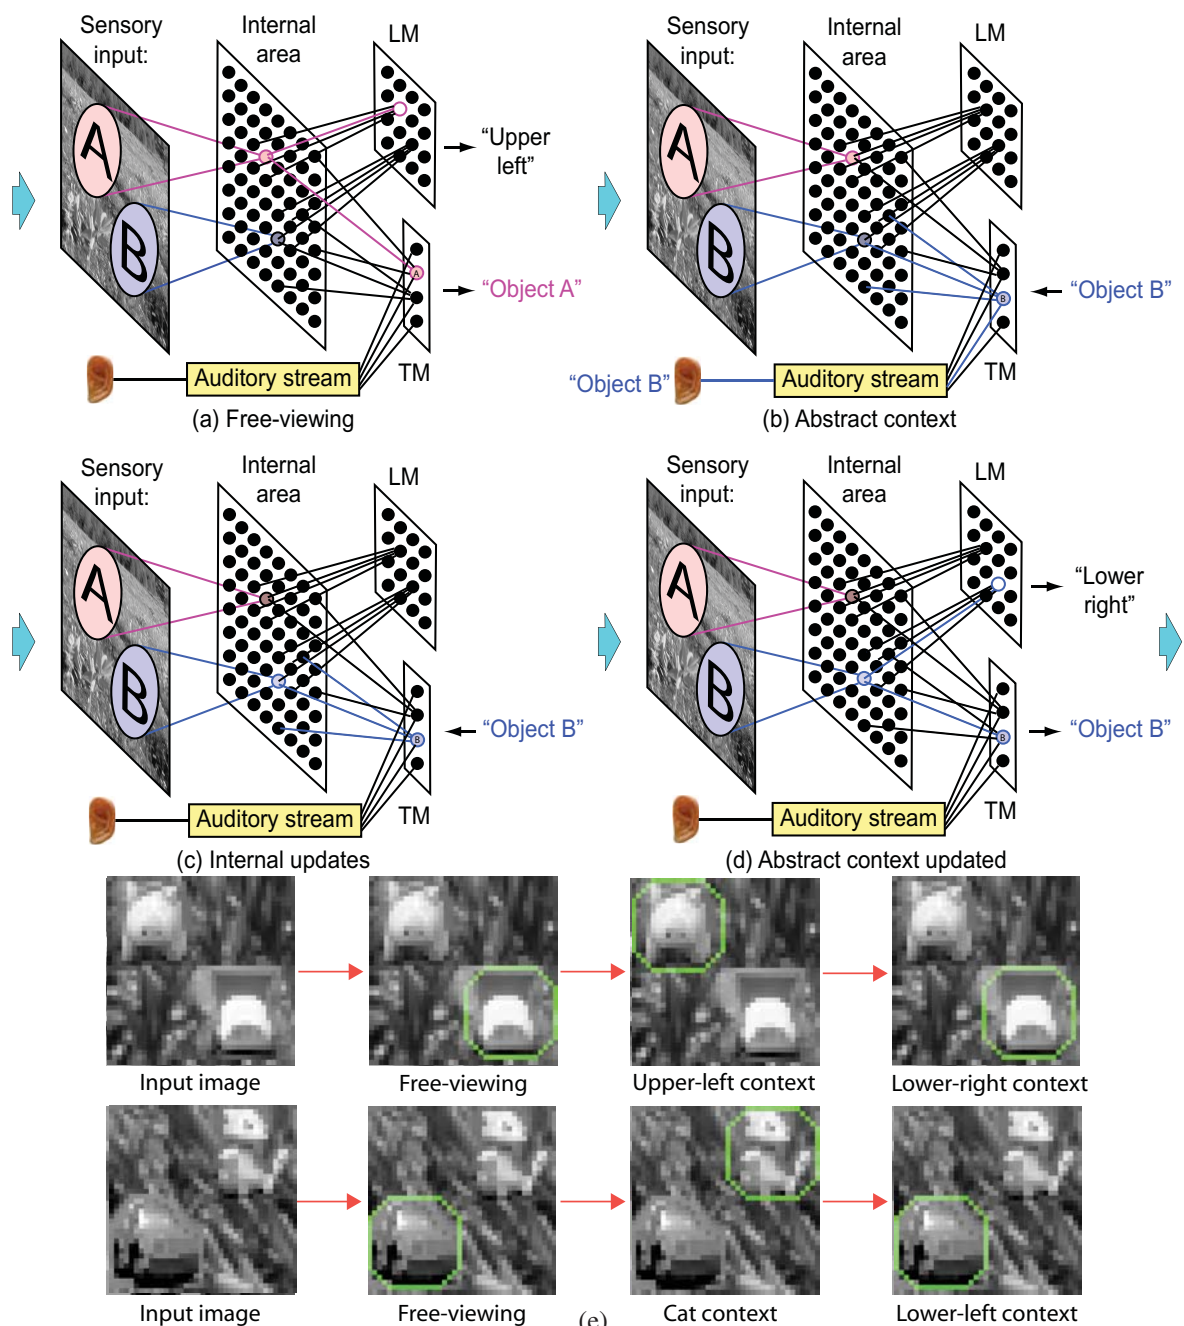 Sensory
input:
Internal
area
LM
A
B
"Upper
left"
A
"Object A"
TM
Auditory stream
(a) Free-viewing
Sensory
input:
Internal
area
LM
A
B
B
"Object B"
TM
"Object B"
Auditory stream
(b) Abstract context
Sensory
input:
Internal
area
LM
A
B
B
"Object B"
TM
Auditory stream
(c) Internal updates
Sensory
input:
Internal
area
LM
A
B
"Lower
right"
B
"Object B"
TM
Auditory stream
(d) Abstract context updated
Input image
Free-viewing
Upper-left context
Lower-right context
Input image
Free-viewing
Cat context
Lower-left context
(e)